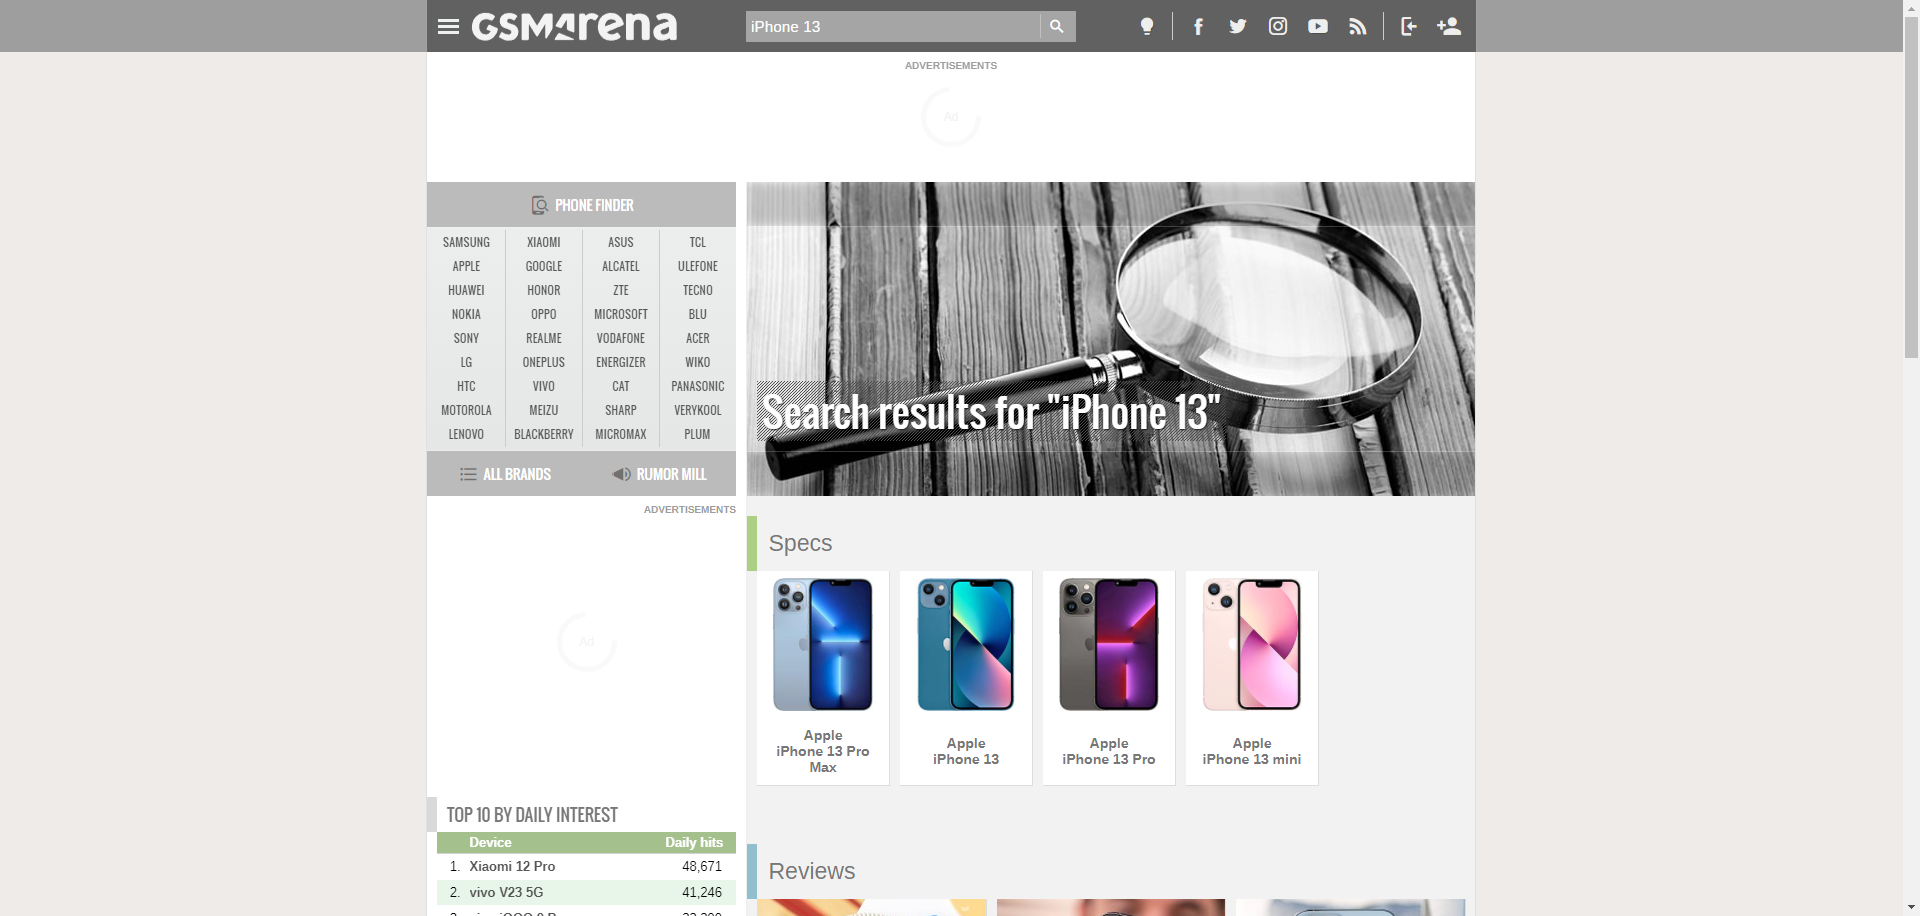 GSMArena
iPhone 13
ADVERTISEMENTS
Ad
PHONE FINDER
SAMSUNG XIAOMI ASUS TCL
APPLE GOOGLE ALCATEL ULEFONE
HUAWEI HONOR ZTE TECNO
NOKIA OPPO MICROSOFT BLU
SONY REALME VODAFONE ACER
LG ONEPLUS ENERGIZER WIKO
HTC VIVO CAT PANASONIC
MOTOROLA MEIZU SHARP VERYKOOL
LENOVO BLACKBERRY MICROMAX PLUM
ALL BRANDS RUMOR MILL
Search results for "iPhone 13"
ADVERTISEMENTS
Ad
Specs
Apple
iPhone 13 Pro
Max
Apple
iPhone 13
Apple
iPhone 13 Pro
Apple
iPhone 13 mini
TOP 10 BY DAILY INTEREST
Device Daily hits
1. Xiaomi 12 Pro 48,671
2. vivo V23 5G 41,246
Reviews